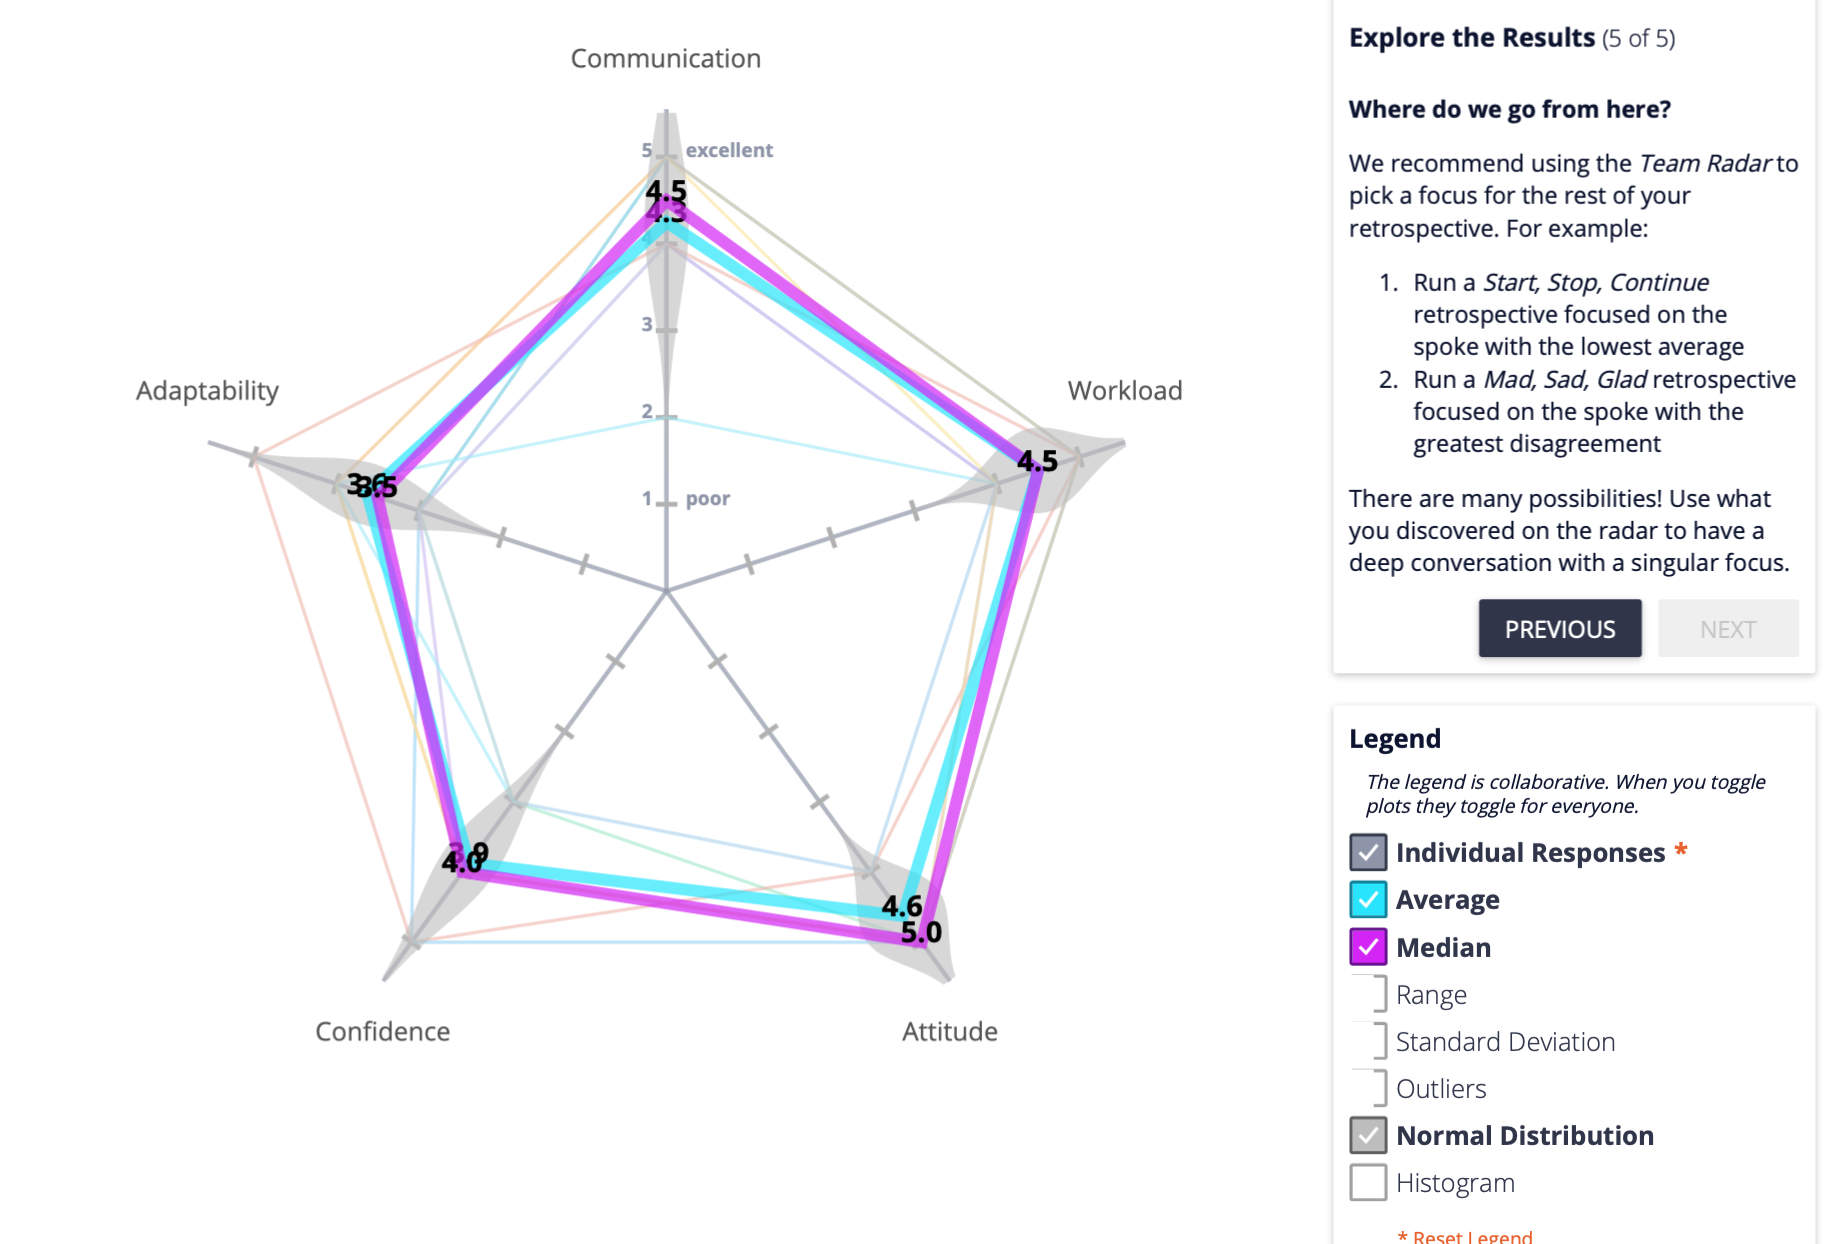 Communication
5 excellent
4.5
4.3
4
3
2
1 poor
Adaptability
Workload
4.5
3.6
3.5
3.9
4.0
4.6
5.0
Confidence
Attitude
Explore the Results (5 of 5)
Where do we go from here?
We recommend using the Team Radar to
pick a focus for the rest of your
retrospective. For example:
1. Run a Start, Stop, Continue
retrospective focused on the
spoke with the lowest average
2. Run a Mad, Sad, Glad retrospective
focused on the spoke with the
greatest disagreement
There are many possibilities! Use what
you discovered on the radar to have a
deep conversation with a singular focus.
PREVIOUS NEXT
Legend
The legend is collaborative. When you toggle
plots they toggle for everyone.
Individual Responses *
Average
Median
Range
Standard Deviation
Outliers
Normal Distribution
Histogram
* Reset Legend